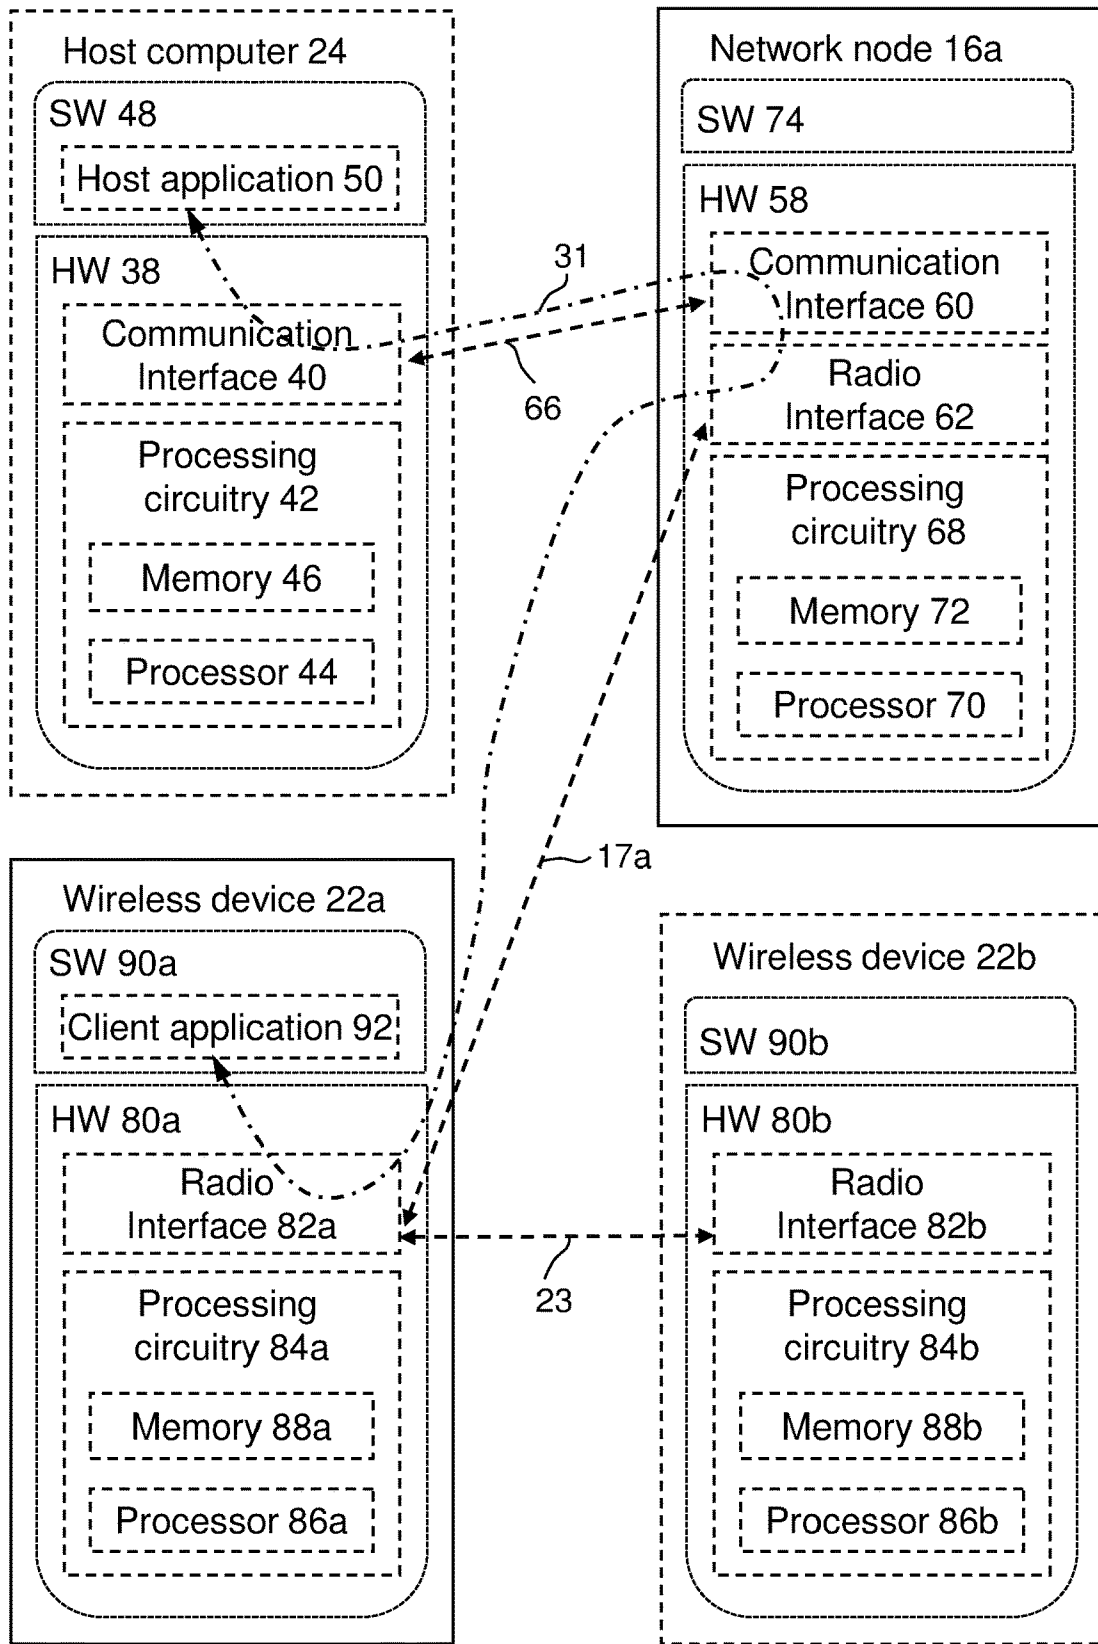 Host computer 24
SW 48
Host application 50
HW 38
Communication
Interface 40
Processing
circuitry 42
Memory 46
Processor 44
Network node 16a
SW 74
HW 58
Communication
Interface 60
Radio
Interface 62
Processing
circuitry 68
Memory 72
Processor 70
31
66
17a
Wireless device 22a
SW 90a
Client application 92
HW 80a
Radio
Interface 82a
Processing
circuitry 84a
Memory 88a
Processor 86a
23
Wireless device 22b
SW 90b
HW 80b
Radio
Interface 82b
Processing
circuitry 84b
Memory 88b
Processor 86b